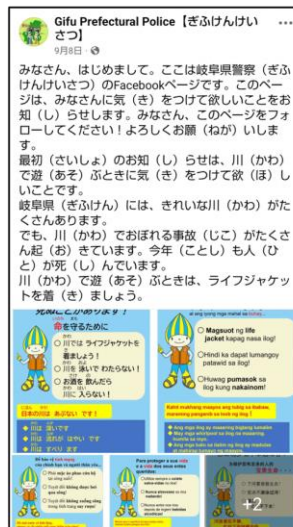 Gifu Prefectural Police【ぎふけんけい
さつ】
9月8日・
みなさん、はじめまして。ここは岐阜県警察（ぎふ
けんけいさつ）のFacebookページです。このペー
ジは、みなさんに気（き）をつけて欲しいことをお
知（し）らせします。みなさん、このページをフォ
ローしてください！よろしくお願（ねが）いしま
す。
最初（さいしょ）のお知（し）らせは、川（かわ）
で遊（あそ）ぶときに気（き）をつけて欲（ほ）し
いことです。
岐阜県（ぎふけん）には、きれいな川（かわ）がた
くさんあります。
でも、川（かわ）でおぼれる事故（じこ）がたくさ
ん起（お）きています。今年（ことし）も人（ひ
と）が死（し）んでいます。
川（かわ）で遊（あそ）ぶときは、ライフジャケッ
トを着（き）ましょう。
命を守るために
○川では ライフジャケットを
着ましょう！
○川を 泳いで わたらない！
○お酒を 飲んだら
川に 入らない！
日本の川は あぶない です！
◆川は 深いです
◆川は 流れが はやい です
◆川は すべり ます
○Magsuot ng life
jacket kapag nasa ilog!
○Hindi ka dapat lumangoy
patawid sa ilog!
○Huwag pumasok sa
ilog kung nakainom!
+2